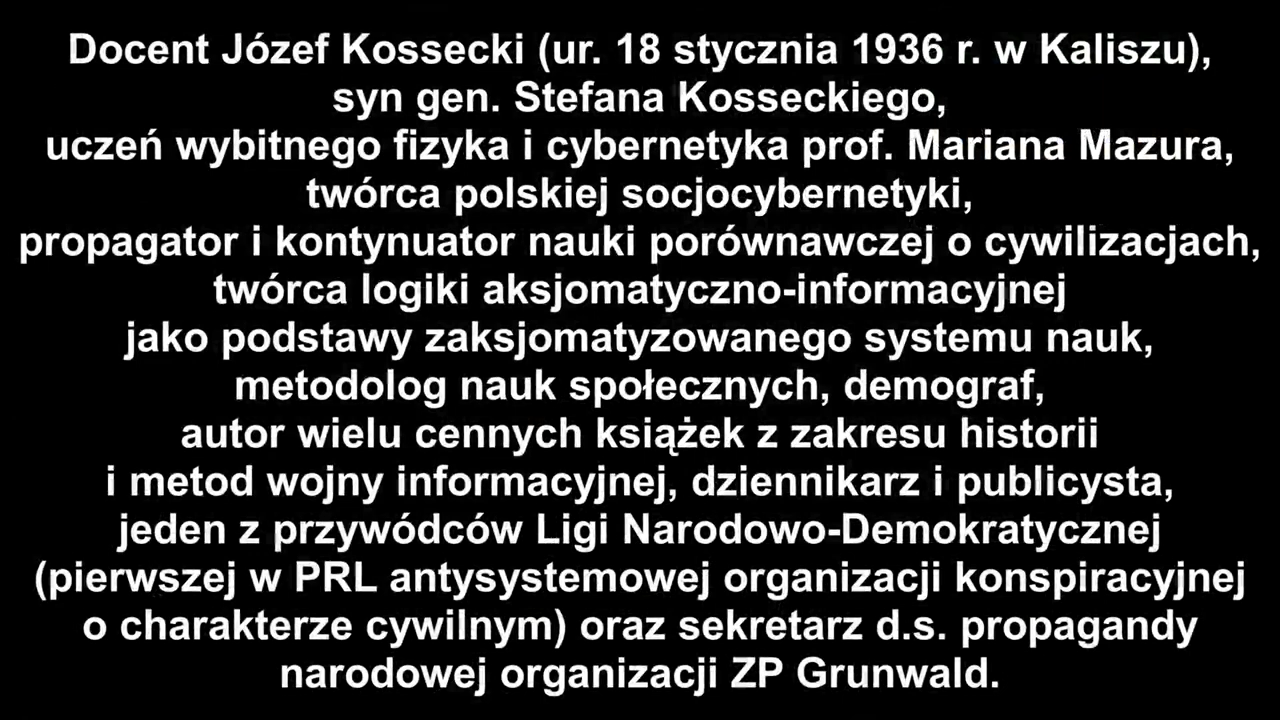 Docent Józef Kossecki (ur. 18 stycznia 1936 r. w Kaliszu),
syn gen. Stefana Kosseckiego,
uczeń wybitnego fizyka i cybernetyka prof. Mariana Mazura,
twórca polskiej socjocybernetyki,
propagator i kontynuator nauki porównawczej o cywilizacjach,
twórca logiki aksjomatyczno-informacyjnej
jako podstawy zaksjomatyzowanego systemu nauk,
metodolog nauk społecznych, demograf,
autor wielu cennych książek z zakresu historii
i metod wojny informacyjnej, dziennikarz i publicysta,
jeden z przywódców Ligi Narodowo-Demokratycznej
(pierwszej w PRL antysystemowej organizacji konspiracyjnej
o charakterze cywilnym) oraz sekretarz d.s. propagandy
narodowej organizacji ZP Grunwald.